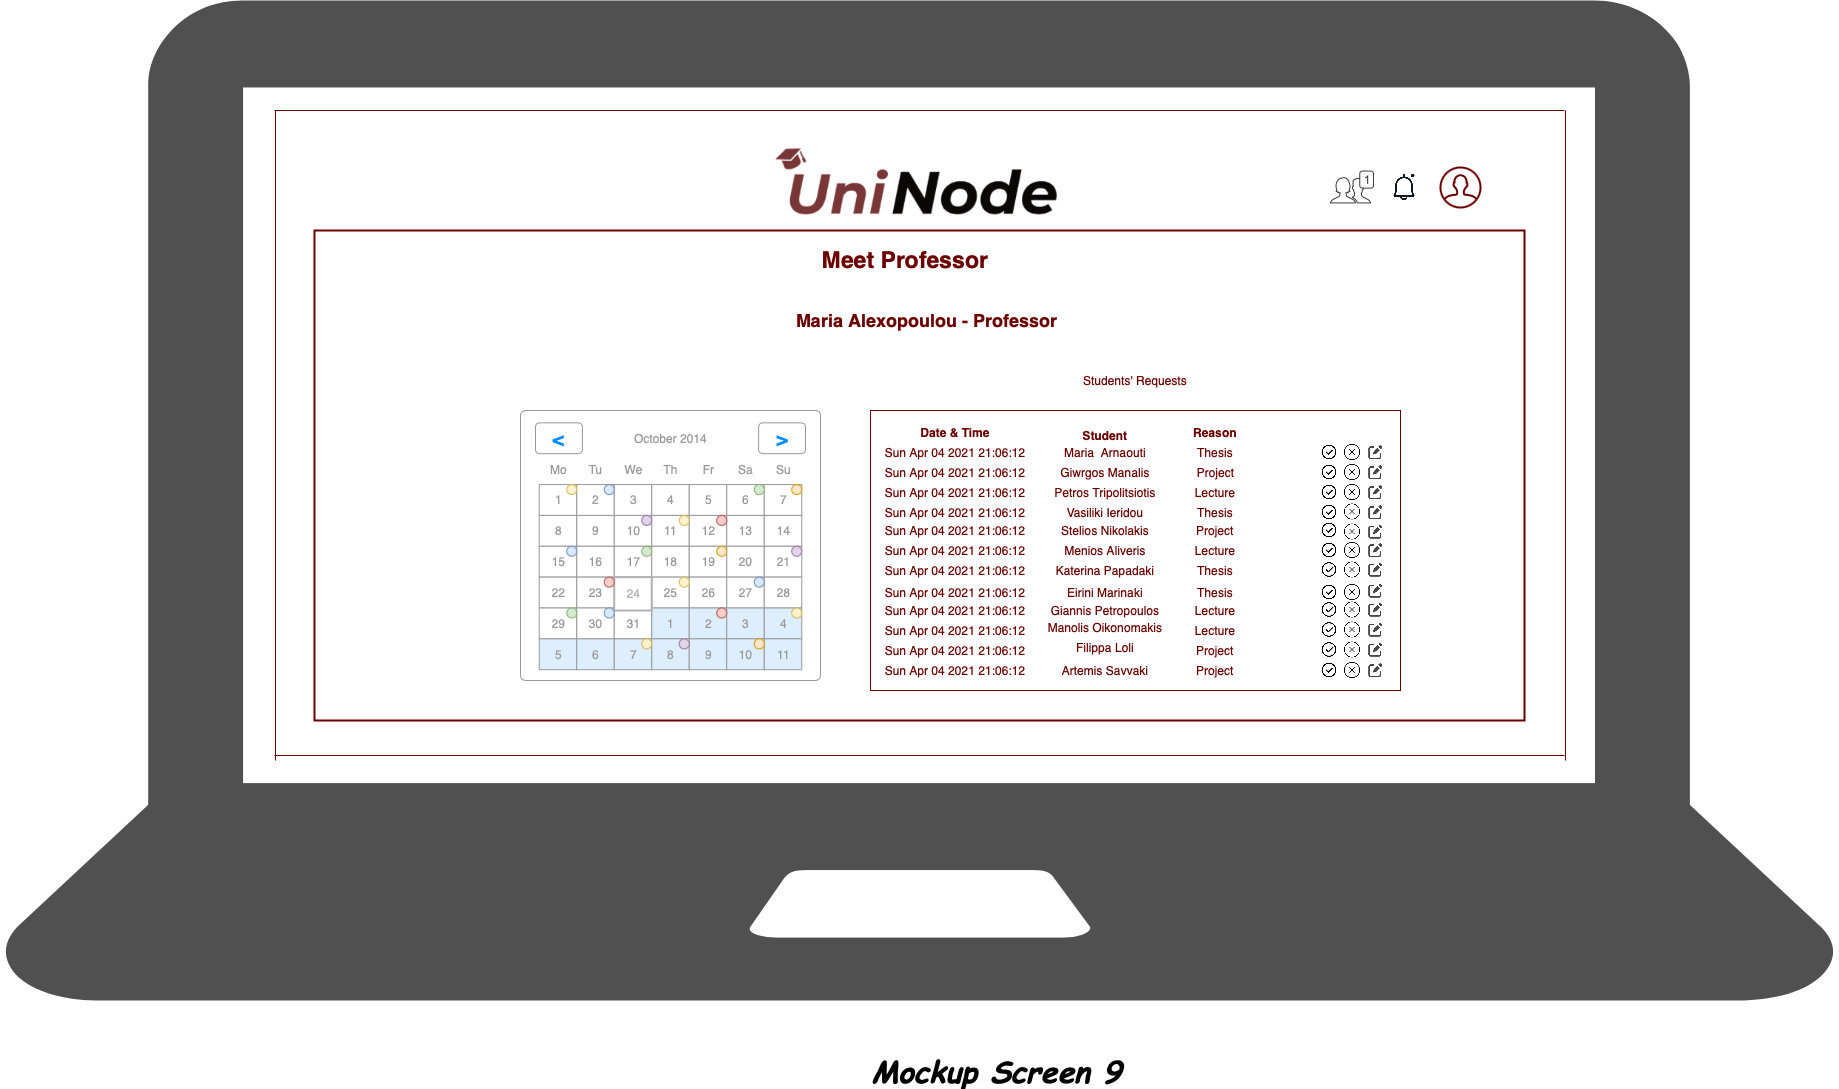 UniNode
1
Meet Professor
Maria Alexopoulou - Professor
Students' Requests
< October 2014 >
Mo Tu We Th Fr Sa Su
1 2 3 4 5 6 7
8 9 10 11 12 13 14
15 16 17 18 19 20 21
22 23 24 25 26 27 28
29 30 31 1 2 3 4
5 6 7 8 9 10 11
Date & Time Student Reason
Sun Apr 04 2021 21:06:12 Maria Arnaouti Thesis
Sun Apr 04 2021 21:06:12 Giwrgos Manalis Project
Sun Apr 04 2021 21:06:12 Petros Tripolitsiotis Lecture
Sun Apr 04 2021 21:06:12 Vasiliki Ieridou Thesis
Sun Apr 04 2021 21:06:12 Stelios Nikolakis Project
Sun Apr 04 2021 21:06:12 Menios Aliveris Lecture
Sun Apr 04 2021 21:06:12 Katerina Papadaki Thesis
Sun Apr 04 2021 21:06:12 Eirini Marinaki Thesis
Sun Apr 04 2021 21:06:12 Giannis Petropoulos Lecture
Sun Apr 04 2021 21:06:12 Manolis Oikonomakis Lecture
Sun Apr 04 2021 21:06:12 Filippa Loli Project
Sun Apr 04 2021 21:06:12 Artemis Savvaki Project
Mockup Screen 9